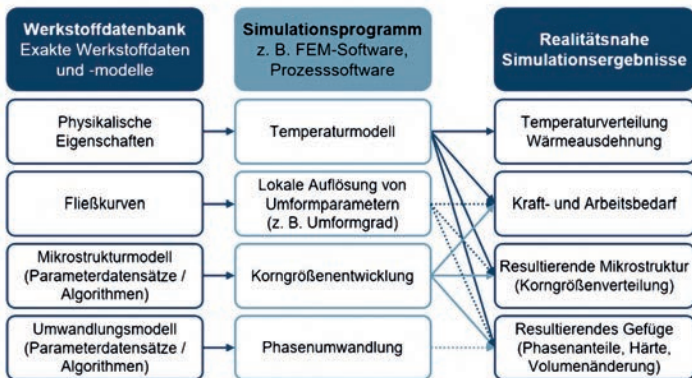 Werkstoffdatenbank
Exakte Werkstoffdaten
und -modelle
Simulationsprogramm
z. B. FEM-Software,
Prozesssoftware
Realitätsnahe
Simulationsergebnisse
Physikalische
Eigenschaften
Temperaturmodell
Temperaturverteilung
Wärmeausdehnung
Fließkurven
Lokale Auflösung von
Umformparametern
(z. B. Umformgrad)
Kraft- und Arbeitsbedarf
Mikrostrukturmodell
(Parameterdatensätze /
Algorithmen)
Korngrößenentwicklung
Resultierende Mikrostruktur
(Korngrößenverteilung)
Umwandlungsmodell
(Parameterdatensätze /
Algorithmen)
Phasenumwandlung
Resultierendes Gefüge
(Phasenanteile, Härte,
Volumenänderung)